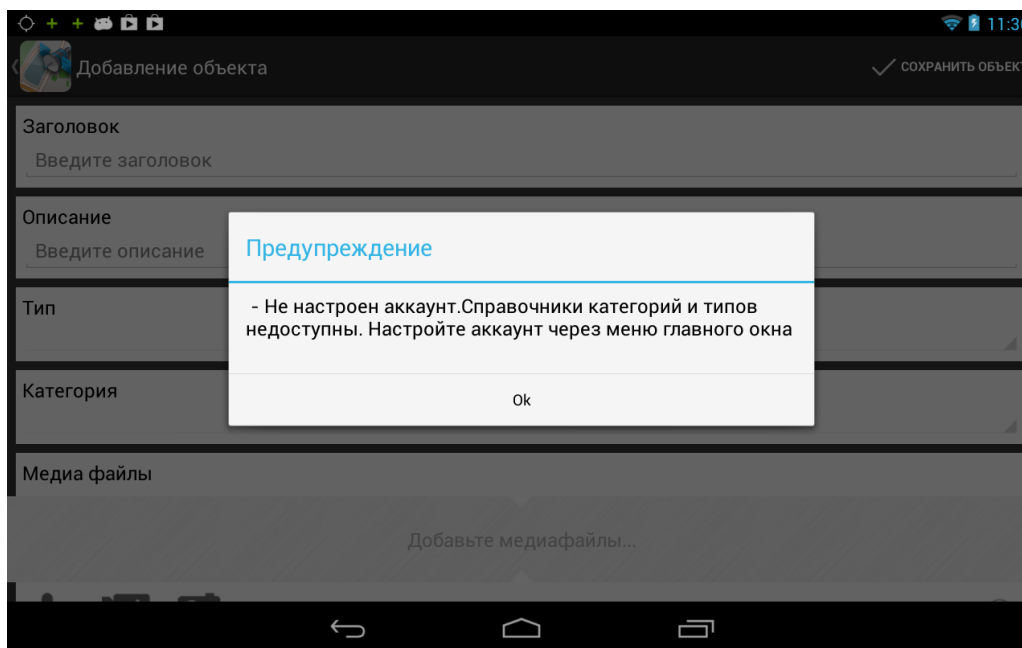 11:3
Добавление объекта
СОХРАНИТЬ ОБЪЕКТ
Заголовок
Введите заголовок
Описание
Введите описание
Предупреждение
- Не настроен аккаунт.Справочники категорий и типов
недоступны. Настройте аккаунт через меню главного окна
Ok
Тип
Категория
Медиа файлы
Добавьте медиафайлы...